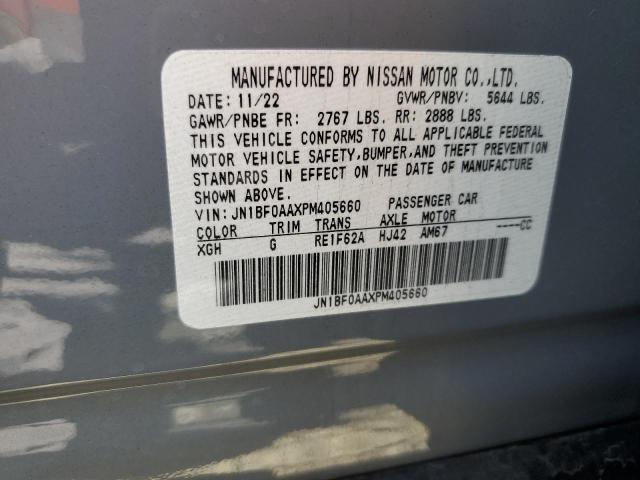 MANUFACTURED BY NISSAN MOTOR CO.,LTD.
DATE: 11/22 GVWR/PNBV: 5644 LBS.
GAWR/PNBE FR: 2767 LBS. RR: 2888 LBS.
THIS VEHICLE CONFORMS TO ALL APPLICABLE FEDERAL
MOTOR VEHICLE SAFETY,BUMPER,AND THEFT PREVENTION
STANDARDS IN EFFECT ON THE DATE OF MANUFACTURE
SHOWN ABOVE.
VIN: JN1BF0AAXPM405660 PASSENGER CAR
COLOR TRIM TRANS AXLE MOTOR
XGH G RE1F62A HJ42 AM67 ----CC
JN1BF0AAXPM405660